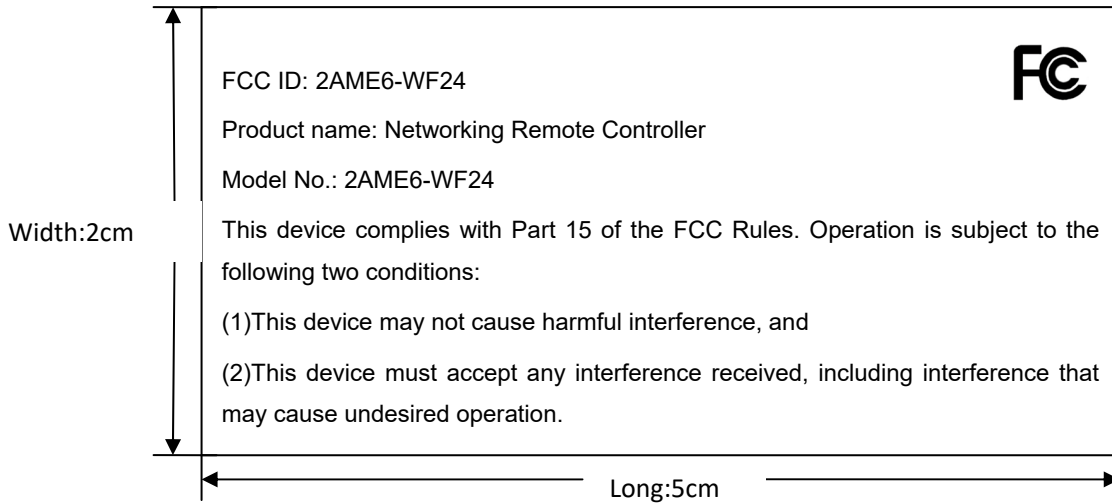 FC
FCC ID: 2AME6-WF24
Product name: Networking Remote Controller
Model No.: 2AME6-WF24
Width:2cm
This device complies with Part 15 of the FCC Rules. Operation is subject to the
following two conditions:
(1)This device may not cause harmful interference, and
(2)This device must accept any interference received, including interference that
may cause undesired operation.
Long:5cm